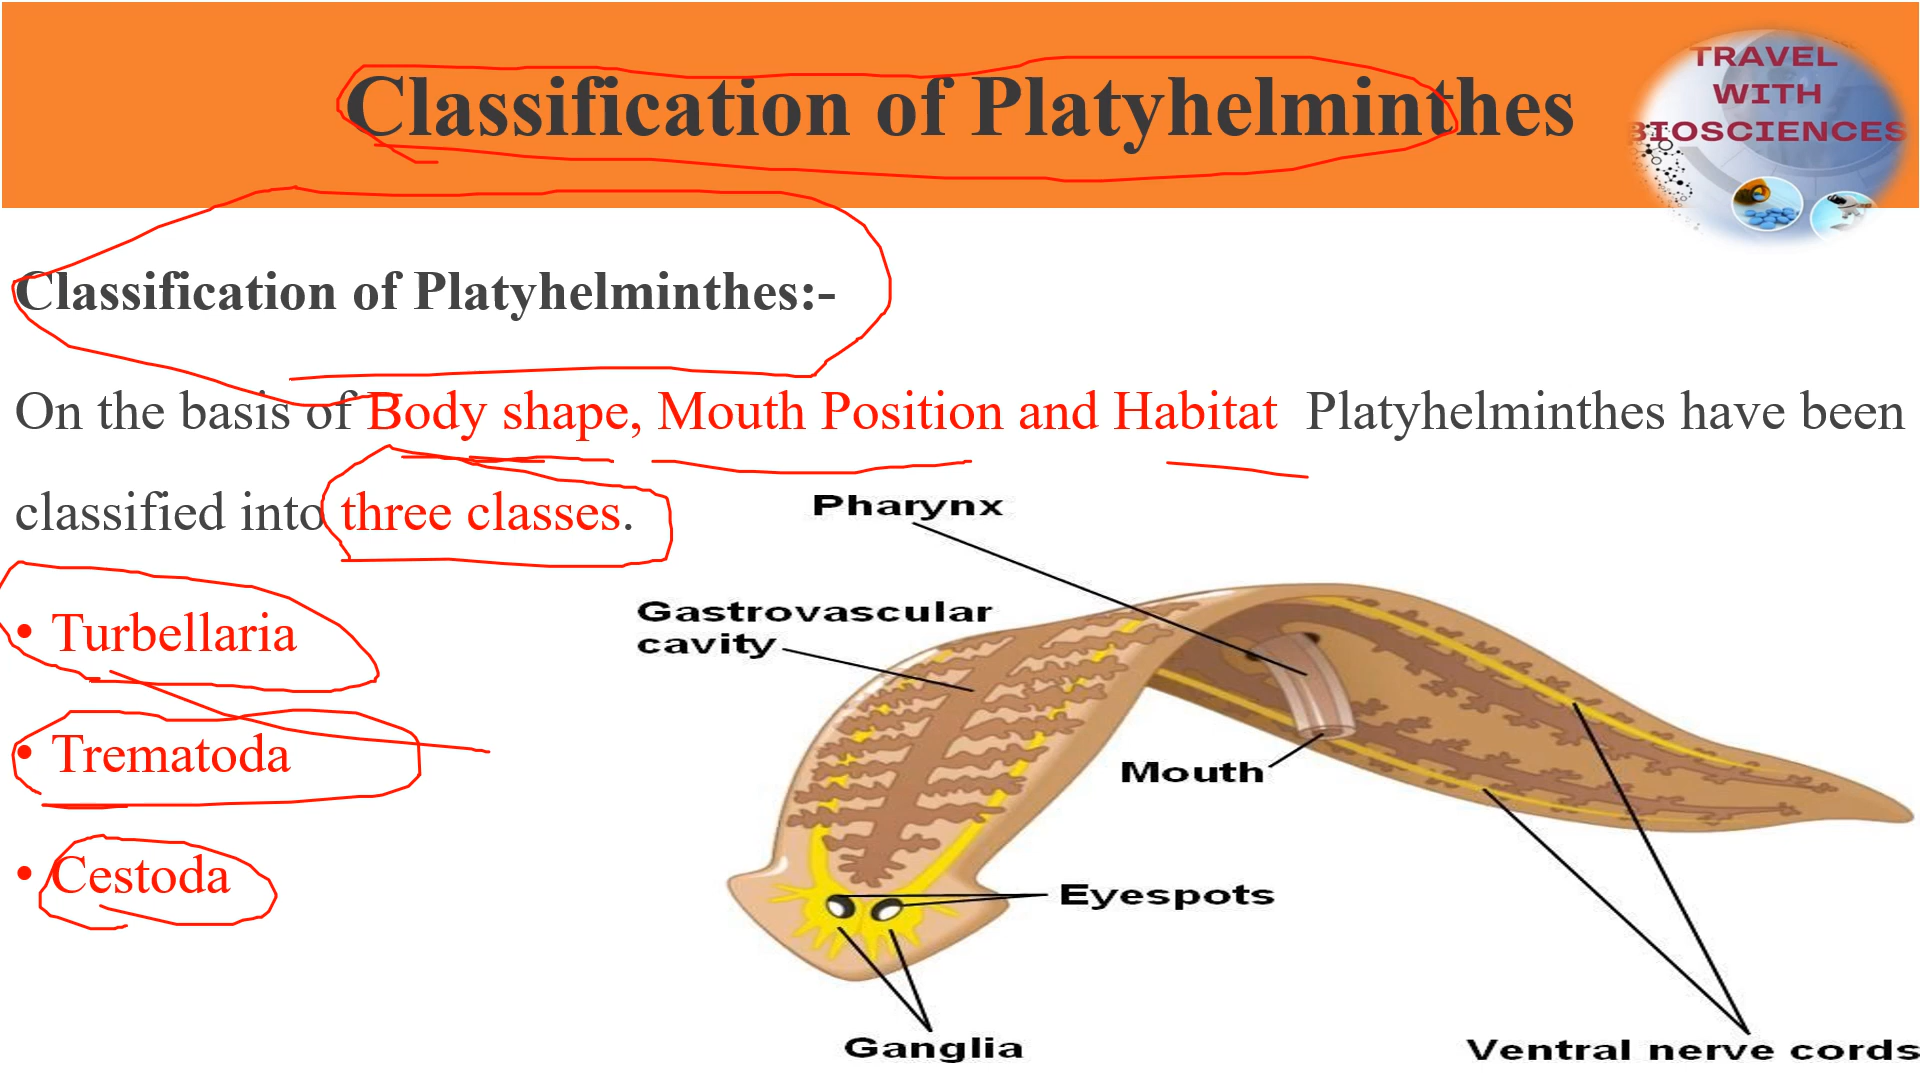 Classification of Platyhelminthes
TRAVEL
WITH
BIOSCIENCES
Classification of Platyhelminthes:-
On the basis of Body shape, Mouth Position and Habitat Platyhelminthes have been
classified into three classes.
• Turbellaria
• Trematoda
• Cestoda
Pharynx
Gastrovascular
cavity
Mouth
Eyespots
Ganglia
Ventral nerve cords